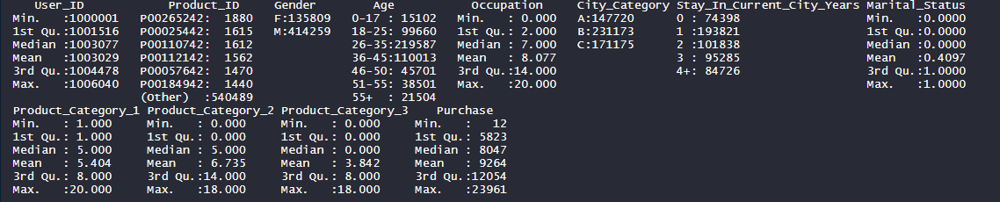 User_ID Product_ID Gender Age Occupation City_Category Stay_In_Current_City_Years Marital_Status
Min. :1000001 P00265242: 1880 F:135809 0-17 : 15102 Min. : 0.000 A:147720 0 : 74398 Min. :0.0000
1st Qu.:1001516 P00025442: 1615 M:414259 18-25: 99660 1st Qu.: 2.000 B:231173 1 :193821 1st Qu.:0.0000
Median :1003077 P00110742: 1612 26-35:219587 Median : 7.000 C:171175 2 :101838 Median :0.0000
Mean :1003029 P00112142: 1562 36-45:110013 Mean : 8.077 3 : 95285 Mean :0.4097
3rd Qu.:1004478 P00057642: 1470 46-50: 45701 3rd Qu.:14.000 4+: 84726 3rd Qu.:1.0000
Max. :1006040 P00184942: 1440 51-55: 38501 Max. :20.000 Max. :1.0000
(Other) :540489 55+ : 21504
Product_Category_1 Product_Category_2 Product_Category_3 Purchase
Min. : 1.000 Min. : 0.000 Min. : 0.000 Min. : 12
1st Qu.: 1.000 1st Qu.: 0.000 1st Qu.: 0.000 1st Qu.: 5823
Median : 5.000 Median : 5.000 Median : 0.000 Median : 8047
Mean : 5.404 Mean : 6.735 Mean : 3.842 Mean : 9264
3rd Qu.: 8.000 3rd Qu.:14.000 3rd Qu.: 8.000 3rd Qu.:12054
Max. :20.000 Max. :18.000 Max. :18.000 Max. :23961